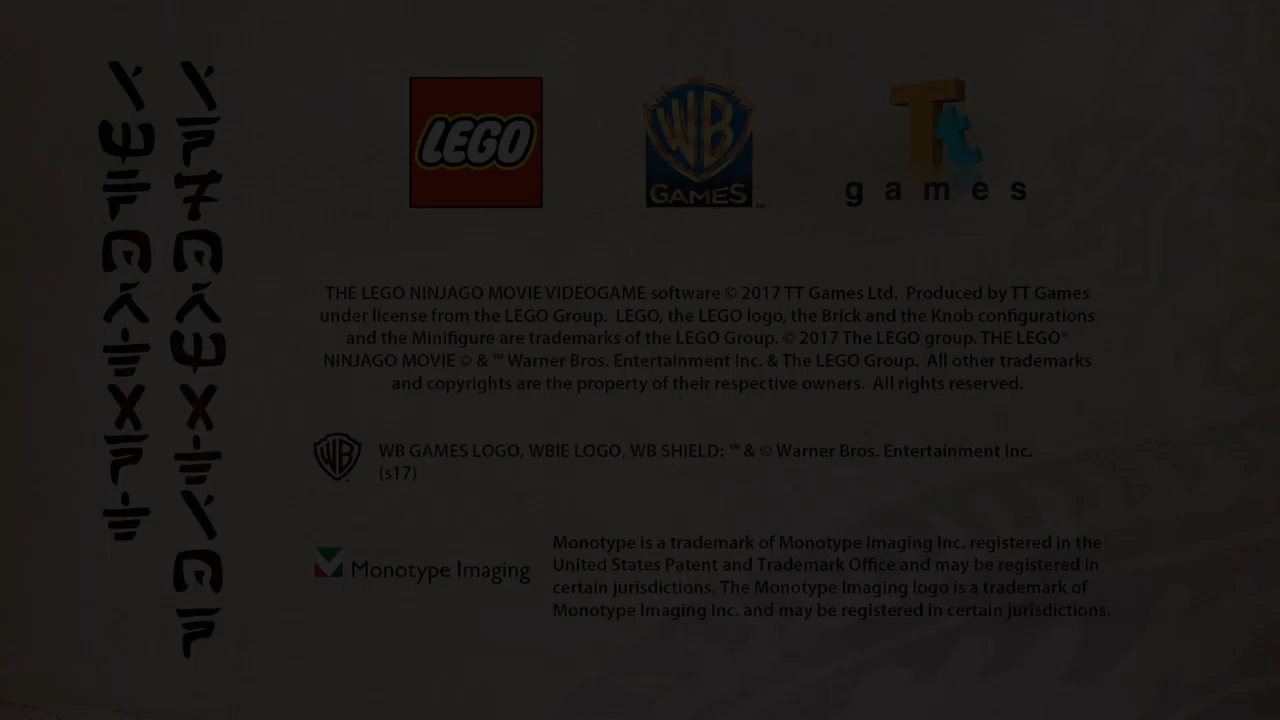 LEGO
WB
GAMES™
Tt
games
THE LEGO NINJAGO MOVIE VIDEOGAME software © 2017 TT Games Ltd. Produced by TT Games
under license from the LEGO Group. LEGO, the LEGO logo, the Brick and the Knob configurations
and the Minifigure are trademarks of the LEGO Group. © 2017 The LEGO group. THE LEGO®
NINJAGO MOVIE © & ™ Warner Bros. Entertainment Inc. & The LEGO Group. All other trademarks
and copyrights are the property of their respective owners. All rights reserved.
WB
WB GAMES LOGO, WBIE LOGO, WB SHIELD: ™ & © Warner Bros. Entertainment Inc.
(s17)
Monotype Imaging
Monotype is a trademark of Monotype Imaging Inc. registered in the
United States Patent and Trademark Office and may be registered in
certain jurisdictions. The Monotype Imaging logo is a trademark of
Monotype Imaging Inc. and may be registered in certain jurisdictions.